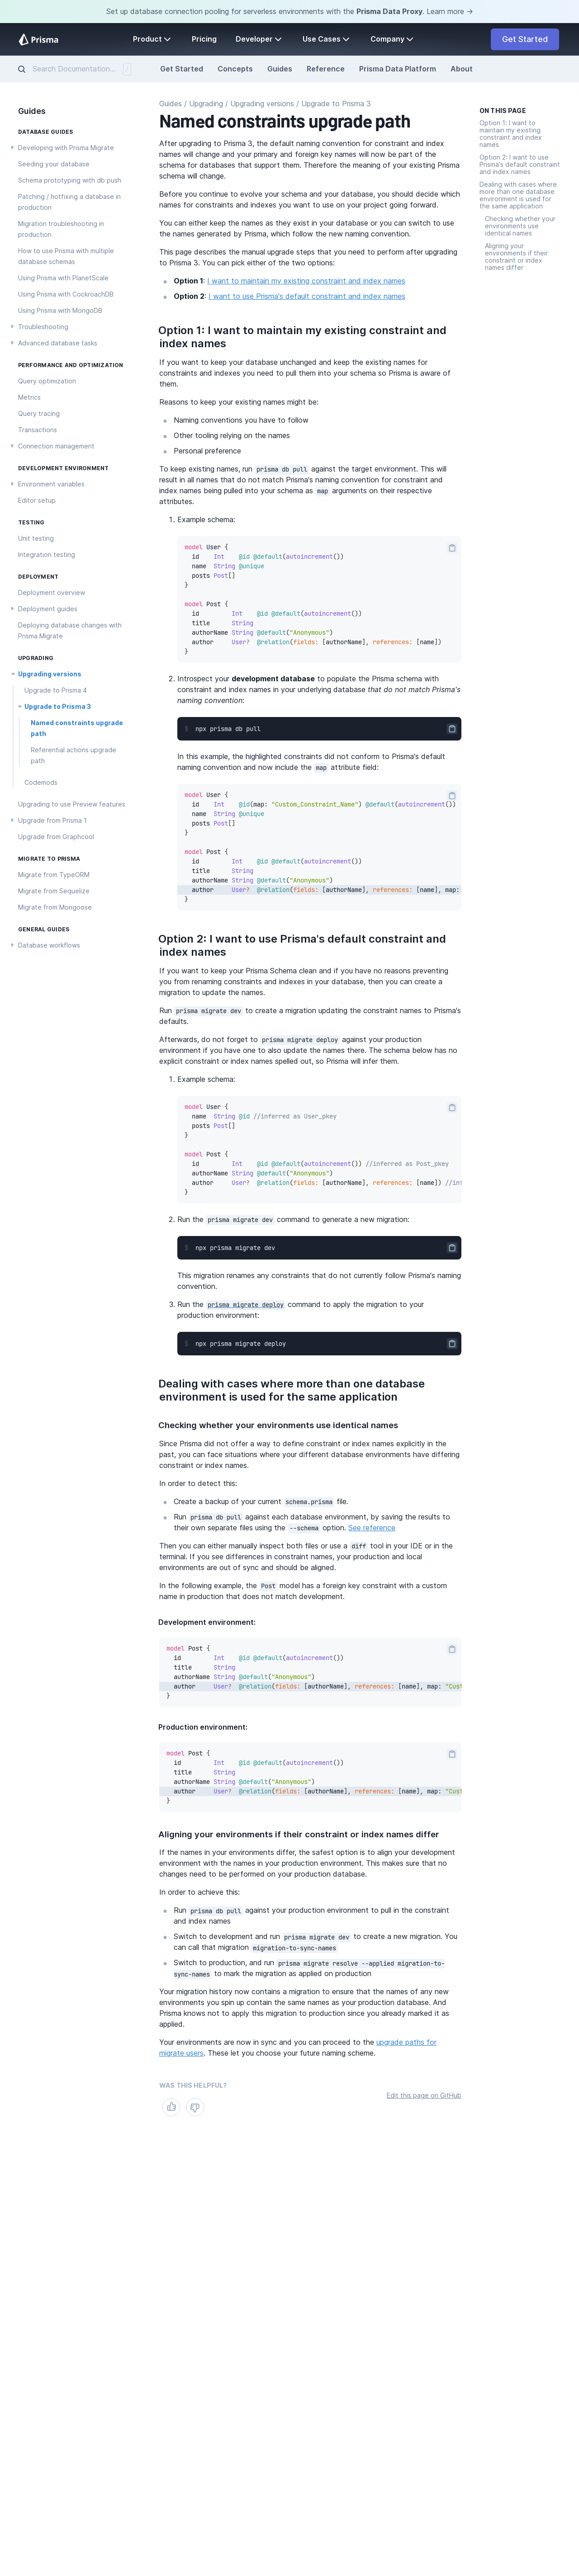 Set up database connection pooling for serverless environments with the Prisma Data Proxy. Learn more →
Prisma
Product
Pricing
Developer
Use Cases
Company
Get Started
Search Documentation...
/
Get Started
Concepts
Guides
Reference
Prisma Data Platform
About
Guides
DATABASE GUIDES
Developing with Prisma Migrate
Seeding your database
Schema prototyping with db push
Patching / hotfixing a database in
production
Migration troubleshooting in
production
How to use Prisma with multiple
database schemas
Using Prisma with PlanetScale
Using Prisma with CockroachDB
Using Prisma with MongoDB
Troubleshooting
Advanced database tasks
PERFORMANCE AND OPTIMIZATION
Query optimization
Metrics
Query tracing
Transactions
Connection management
DEVELOPMENT ENVIRONMENT
Environment variables
Editor setup
TESTING
Unit testing
Integration testing
DEPLOYMENT
Deployment overview
Deployment guides
Deploying database changes with
Prisma Migrate
UPGRADING
Upgrading versions
Upgrade to Prisma 4
Upgrade to Prisma 3
Named constraints upgrade
path
Referential actions upgrade
path
Codemods
Upgrading to use Preview features
Upgrade from Prisma 1
Upgrade from Graphcool
MIGRATE TO PRISMA
Migrate from TypeORM
Migrate from Sequelize
Migrate from Mongoose
GENERAL GUIDES
Database workflows
Guides / Upgrading / Upgrading versions / Upgrade to Prisma 3
Named constraints upgrade path
After upgrading to Prisma 3, the default naming convention for constraint and index
names will change and your primary and foreign key names will now be part of the
schema for databases that support them. Therefore the meaning of your existing Prisma
schema will change.
Before you continue to evolve your schema and your database, you should decide which
names for constraints and indexes you want to use on your project going forward.
You can either keep the names as they exist in your database or you can switch to use
the names generated by Prisma, which follow the new naming convention.
This page describes the manual upgrade steps that you need to perform after upgrading
to Prisma 3. You can pick either of the two options:
Option 1: I want to maintain my existing constraint and index names
Option 2: I want to use Prisma's default constraint and index names
Option 1: I want to maintain my existing constraint and
index names
If you want to keep your database unchanged and keep the existing names for
constraints and indexes you need to pull them into your schema so Prisma is aware of
them.
Reasons to keep your existing names might be:
Naming conventions you have to follow
Other tooling relying on the names
Personal preference
To keep existing names, run prisma db pull against the target environment. This will
result in all names that do not match Prisma's naming convention for constraint and
index names being pulled into your schema as map arguments on their respective
attributes.
1. Example schema:
model User {
id Int @id @default(autoincrement())
name String @unique
posts Post[]
}
model Post {
id Int @id @default(autoincrement())
title String
authorName String @default("Anonymous")
author User? @relation(fields: [authorName], references: [name])
}
2. Introspect your development database to populate the Prisma schema with
constraint and index names in your underlying database that do not match Prisma's
naming convention:
$ npx prisma db pull
In this example, the highlighted constraints did not conform to Prisma's default
naming convention and now include the map attribute field:
model User {
id Int @id(map: "Custom_Constraint_Name") @default(autoincrement())
name String @unique
posts Post[]
}
model Post {
id Int @id @default(autoincrement())
title String
authorName String @default("Anonymous")
author User? @relation(fields: [authorName], references: [name], map:
}
Option 2: I want to use Prisma's default constraint and
index names
If you want to keep your Prisma Schema clean and if you have no reasons preventing
you from renaming constraints and indexes in your database, then you can create a
migration to update the names.
Run prisma migrate dev to create a migration updating the constraint names to Prisma's
defaults.
Afterwards, do not forget to prisma migrate deploy against your production
environment if you have one to also update the names there. The schema below has no
explicit constraint or index names spelled out, so Prisma will infer them.
1. Example schema:
model User {
name String @id //inferred as User_pkey
posts Post[]
}
model Post {
id Int @id @default(autoincrement()) //inferred as Post_pkey
authorName String @default("Anonymous")
author User? @relation(fields: [authorName], references: [name]) //inf
}
2. Run the prisma migrate dev command to generate a new migration:
$ npx prisma migrate dev
This migration renames any constraints that do not currently follow Prisma's naming
convention.
3. Run the prisma migrate deploy command to apply the migration to your
production environment:
$ npx prisma migrate deploy
Dealing with cases where more than one database
environment is used for the same application
Checking whether your environments use identical names
Since Prisma did not offer a way to define constraint or index names explicitly in the
past, you can face situations where your different database environments have differing
constraint or index names.
In order to detect this:
Create a backup of your current schema.prisma file.
Run prisma db pull against each database environment, by saving the results to
their own separate files using the --schema option. See reference
Then you can either manually inspect both files or use a diff tool in your IDE or in the
terminal. If you see differences in constraint names, your production and local
environments are out of sync and should be aligned.
In the following example, the Post model has a foreign key constraint with a custom
name in production that does not match development.
Development environment:
model Post {
id Int @id @default(autoincrement())
title String
authorName String @default("Anonymous")
author User? @relation(fields: [authorName], references: [name], map: "Cust
}
Production environment:
model Post {
id Int @id @default(autoincrement())
title String
authorName String @default("Anonymous")
author User? @relation(fields: [authorName], references: [name], map: "Cust
}
Aligning your environments if their constraint or index names differ
If the names in your environments differ, the safest option is to align your development
environment with the names in your production environment. This makes sure that no
changes need to be performed on your production database.
In order to achieve this:
Run prisma db pull against your production environment to pull in the constraint
and index names
Switch to development and run prisma migrate dev to create a new migration. You
can call that migration migration-to-sync-names
Switch to production, and run prisma migrate resolve --applied migration-to-
sync-names to mark the migration as applied on production
Your migration history now contains a migration to ensure that the names of any new
environments you spin up contain the same names as your production database. And
Prisma knows not to apply this migration to production since you already marked it as
applied.
Your environments are now in sync and you can proceed to the upgrade paths for
migrate users. These let you choose your future naming scheme.
WAS THIS HELPFUL?
Edit this page on GitHub
ON THIS PAGE
Option 1: I want to
maintain my existing
constraint and index
names
Option 2: I want to use
Prisma's default constraint
and index names
Dealing with cases where
more than one database
environment is used for
the same application
Checking whether your
environments use
identical names
Aligning your
environments if their
constraint or index
names differ